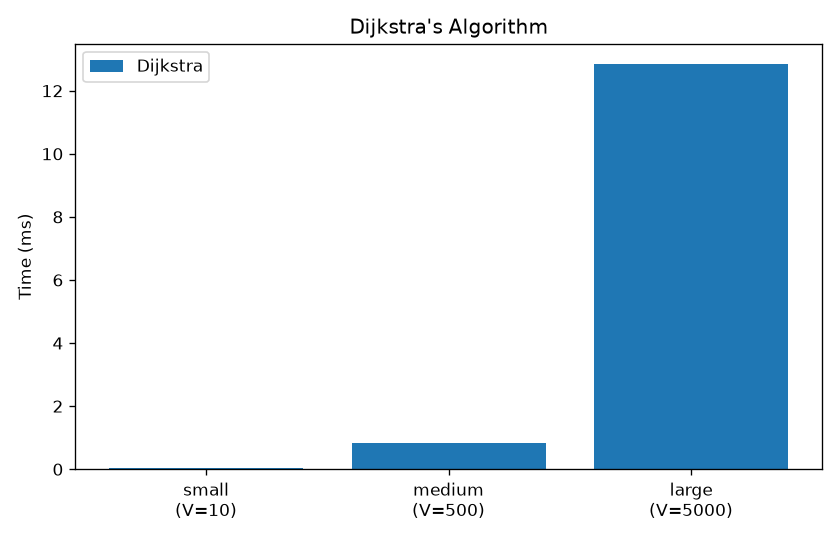 Dijkstra's Algorithm
Dijkstra
Time (ms)
12
10
8
6
4
2
0
small
(V=10)
medium
(V=500)
large
(V=5000)